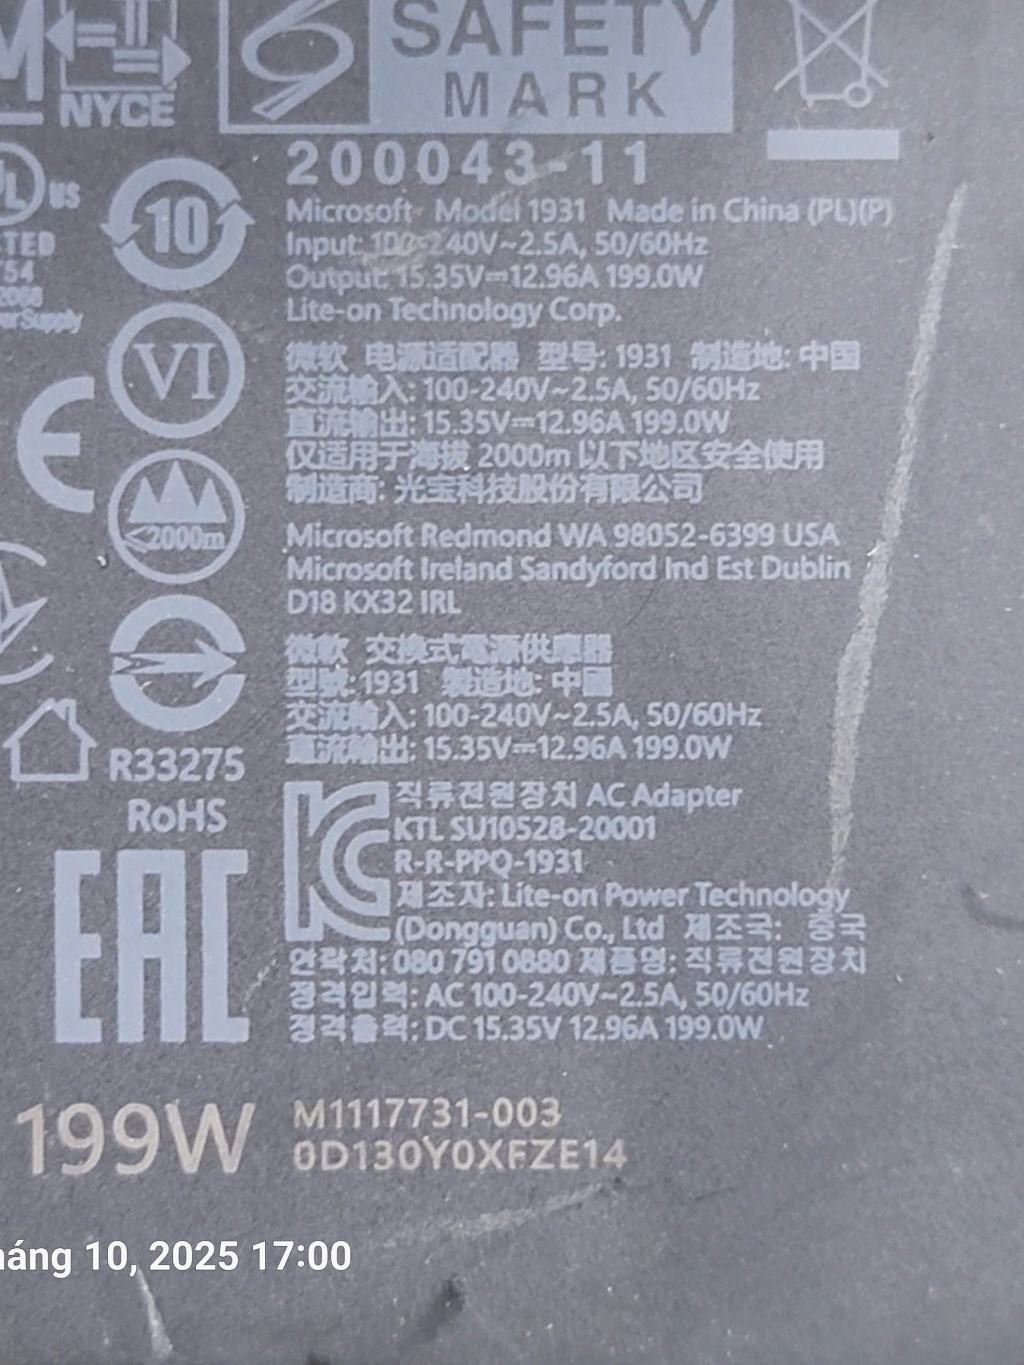 NYCE
SAFETY
MARK
200043-11
UL US
10
Microsoft Model 1931 Made in China (PL)(P)
Input: 100-240V~2.5A, 50/60Hz
Output: 15.35V⎓12.96A 199.0W
Lite-on Technology Corp.
VI
微软 电源适配器 型号: 1931 制造地: 中国
交流输入: 100-240V~2.5A, 50/60Hz
直流输出: 15.35V⎓12.96A 199.0W
仅适用于海拔 2000m 以下地区安全使用
制造商: 光宝科技股份有限公司
CE
≤2000m
Microsoft Redmond WA 98052-6399 USA
Microsoft Ireland Sandyford Ind Est Dublin
D18 KX32 IRL
微軟 交換式電源供應器
型號: 1931 製造地: 中國
交流輸入: 100-240V~2.5A, 50/60Hz
直流輸出: 15.35V⎓12.96A 199.0W
R33275
RoHS
직류전원장치 AC Adapter
KTL SU10528-20001
R-R-PPQ-1931
제조자: Lite-on Power Technology
(Dongguan) Co., Ltd 제조국: 중국
연락처: 080 791 0880 제품명: 직류전원장치
정격입력: AC 100-240V~2.5A, 50/60Hz
정격출력: DC 15.35V 12.96A 199.0W
EAC
199W
M1117731-003
0D130Y0XFZE14
háng 10, 2025 17:00